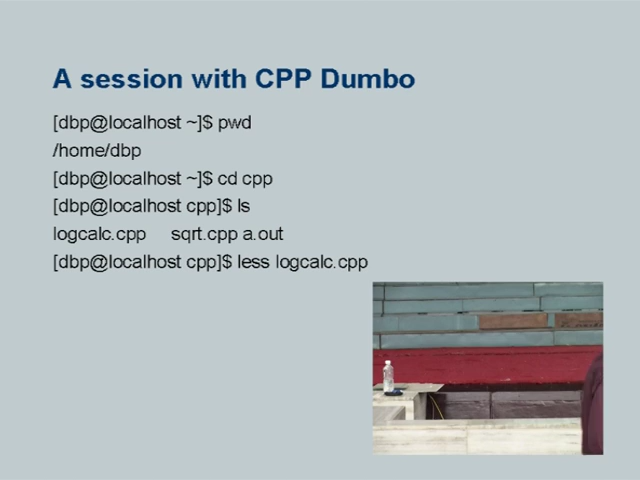 A session with CPP Dumbo
[dbp@localhost ~]$ pwd
/home/dbp
[dbp@localhost ~]$ cd cpp
[dbp@localhost cpp]$ ls
logcalc.cpp sqrt.cpp a.out
[dbp@localhost cpp]$ less logcalc.cpp